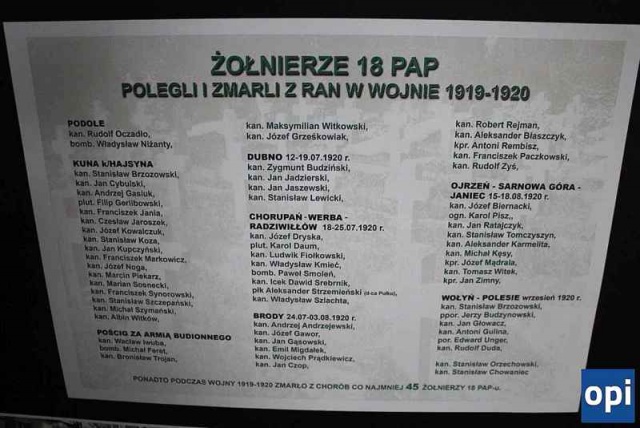 ŻOŁNIERZE 18 PAP
POLEGLI I ZMARLI Z RAN W WOJNIE 1919-1920
PODOLE
kan. Rudolf Oczadło,
bomb. Władysław Niżanty,
KUNA k/HAJSYNA
kan. Stanisław Brzozowski,
kan. Jan Cybulski,
kan. Andrzej Gasiuk,
plut. Filip Gerlibowski,
kan. Franciszek Jania,
kan. Czesław Jaroszek,
kan. Józef Kowalczuk,
kan. Stanisław Koza,
kan. Jan Kupczyński,
kan. Franciszek Markowicz,
kan. Józef Noga,
kan. Marcin Piekarz,
kan. Marian Sosnecki,
kan. Franciszek Synorowski,
kan. Stanisław Szczepański,
kan. Michał Szymański,
kan. Albin Witków,
POŚCIG ZA ARMIĄ BUDIONNEGO
kan. Wacław Iwuba,
bomb. Michał Feret,
kan. Bronisław Trojan,
kan. Maksymilian Witkowski,
kan. Józef Grześkowiak,
DUBNO 12-19.07.1920 r.
kan. Zygmunt Budziński,
kan. Jan Jadzierski,
kan. Jan Jaszewski,
kan. Stanisław Lewicki,
CHORUPAŃ - WERBA -
RADZIWIŁŁÓW 18-25.07.1920 r.
kan. Józef Dryska,
plut. Karol Daum,
kan. Ludwik Fiołkowski,
kan. Władysław Kmieć,
bomb. Paweł Smoleń,
kan. Icek Dawid Srebrnik,
płk Aleksander Strzemieński (d-ca Pułku),
kan. Władysław Szlachta,
BRODY 24.07-03.08.1920 r.
kan. Andrzej Andrzejewski,
kan. Józef Gawor,
kan. Jan Gąsowski,
kan. Emil Migdałek,
kan. Wojciech Prądkiewicz,
kan. Jan Czop,
kan. Robert Rejman,
kan. Aleksander Błaszczyk,
kpr. Antoni Rembisz,
kan. Franciszek Paczkowski,
kan. Rudolf Zyś,
OJRZEŃ - SARNOWA GÓRA -
JANIEC 15-18.08.1920 r.
kan. Józef Biernacki,
ogn. Karol Pisz,
kan. Jan Ratajczyk,
kan. Stanisław Tomczyszyn,
kan. Aleksander Karmelita,
kan. Michał Kęsy,
kpr. Józef Mądrala,
kan. Tomasz Witek,
kpr. Jan Zimny,
WOŁYŃ - POLESIE wrzesień 1920 r.
kan. Stanisław Brzozowski,
ppor. Jerzy Budzynowski,
kan. Jan Głowacz,
kan. Antoni Gulina,
por. Edward Unger,
kan. Rudolf Duda,
kan. Stanisław Orzechowski,
kan. Stanisław Chowaniec
PONADTO PODCZAS WOJNY 1919-1920 ZMARŁO Z CHORÓB CO NAJMNIEJ 45 ŻOŁNIERZY 18 PAP-u.
opi